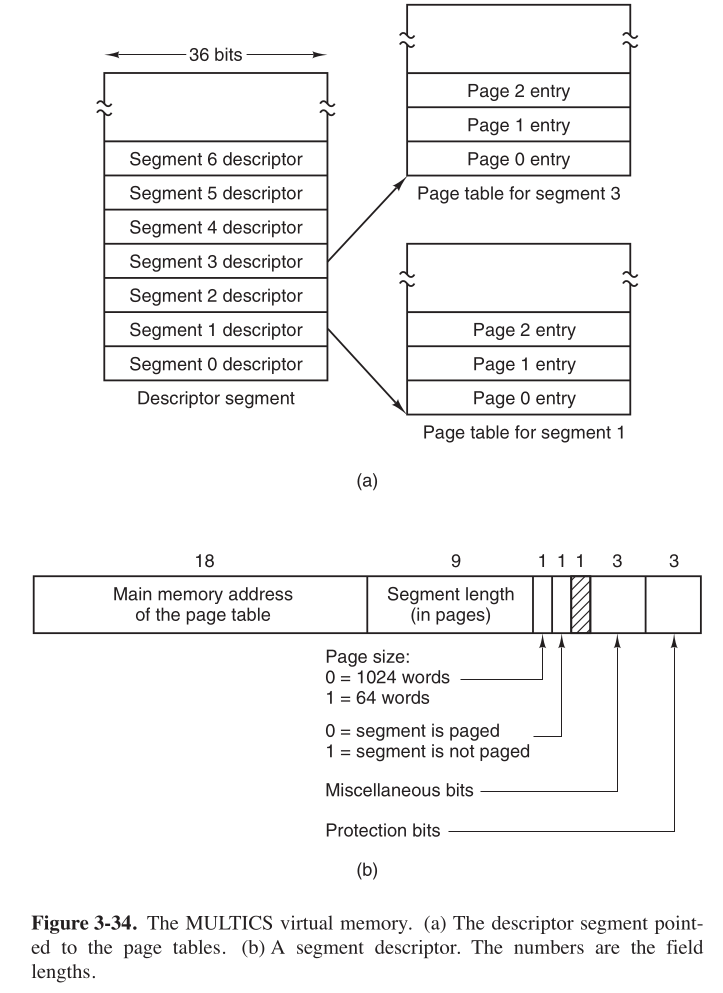 36 bits
Segment 6 descriptor
Segment 5 descriptor
Segment 4 descriptor
Segment 3 descriptor
Segment 2 descriptor
Segment 1 descriptor
Segment 0 descriptor
Descriptor segment
Page 2 entry
Page 1 entry
Page 0 entry
Page table for segment 3
Page 2 entry
Page 1 entry
Page 0 entry
Page table for segment 1
(a)
18 9 1 1 1 3 3
Main memory address
of the page table
Segment length
(in pages)
Page size:
0 = 1024 words
1 = 64 words
0 = segment is paged
1 = segment is not paged
Miscellaneous bits
Protection bits
(b)
Figure 3-34. The MULTICS virtual memory. (a) The descriptor segment point-
ed to the page tables. (b) A segment descriptor. The numbers are the field
lengths.